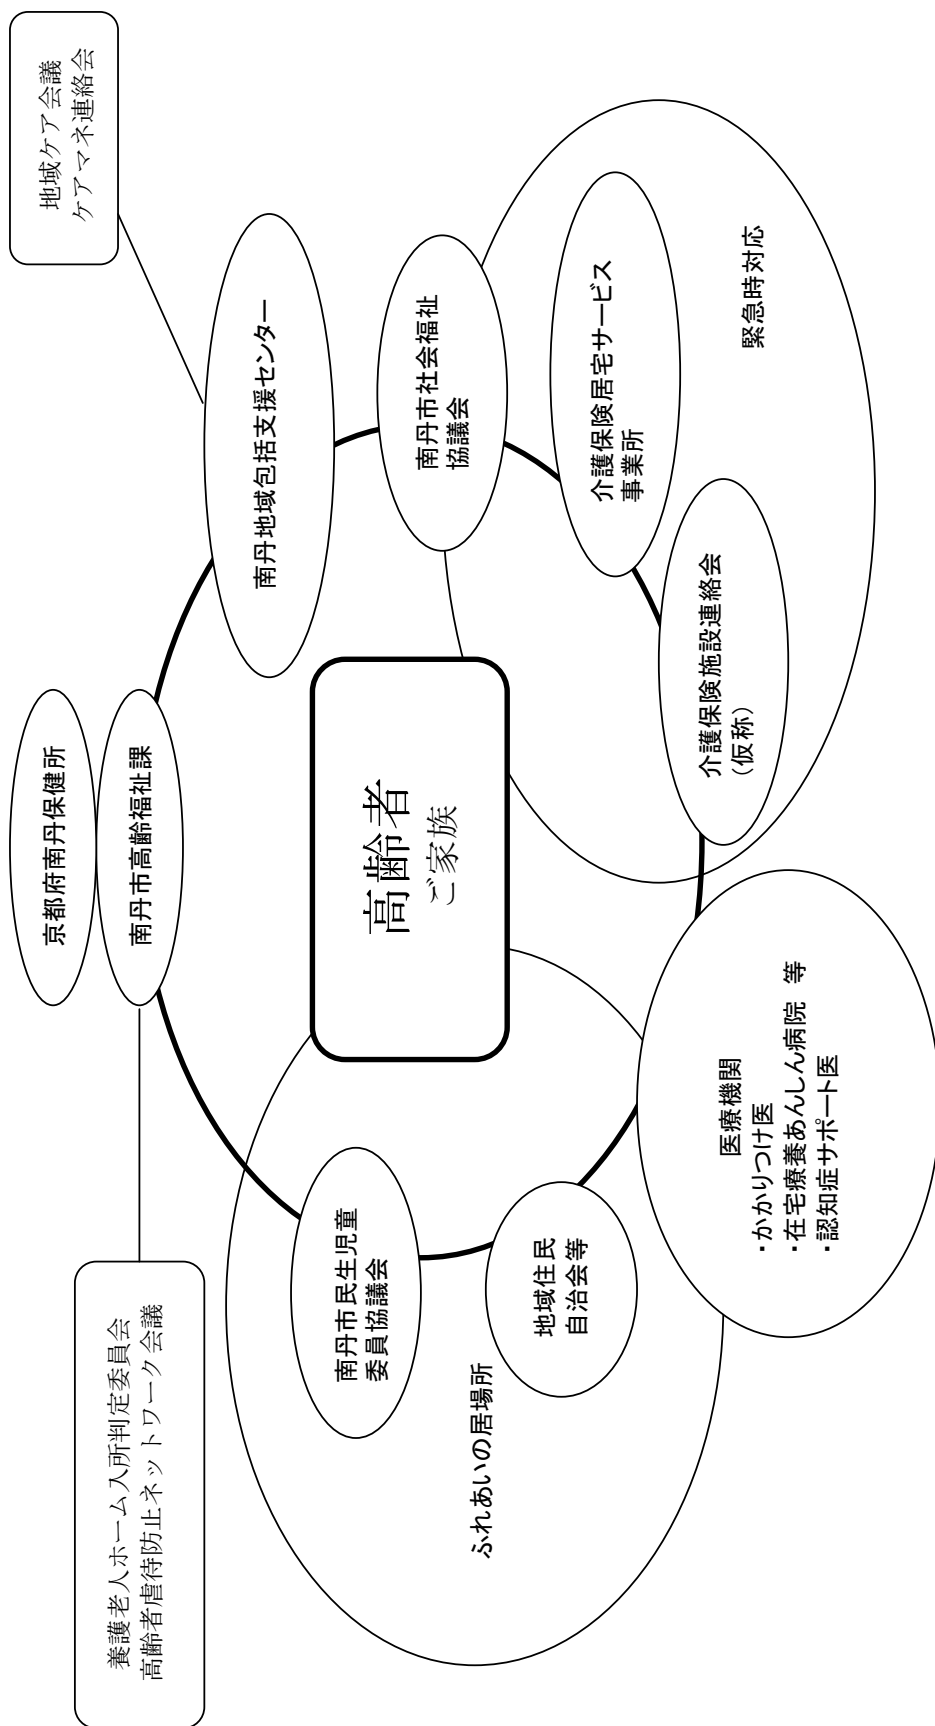 京都府南丹保健所
南丹市高齢福祉課
養護老人ホーム入所判定委員会
高齢者虐待防止ネットワーク会議
地域ケア会議
ケアマネ連絡会
南丹地域包括支援センター
南丹市社会福祉
協議会
高齢者
ご家族
南丹市民生児童
委員協議会
地域住民
自治会等
ふれあいの居場所
介護保険居宅サービス
事業所
介護保険施設連絡会
（仮称）
緊急時対応
医療機関
・かかりつけ医
・在宅療養あんしん病院 等
・認知症サポート医